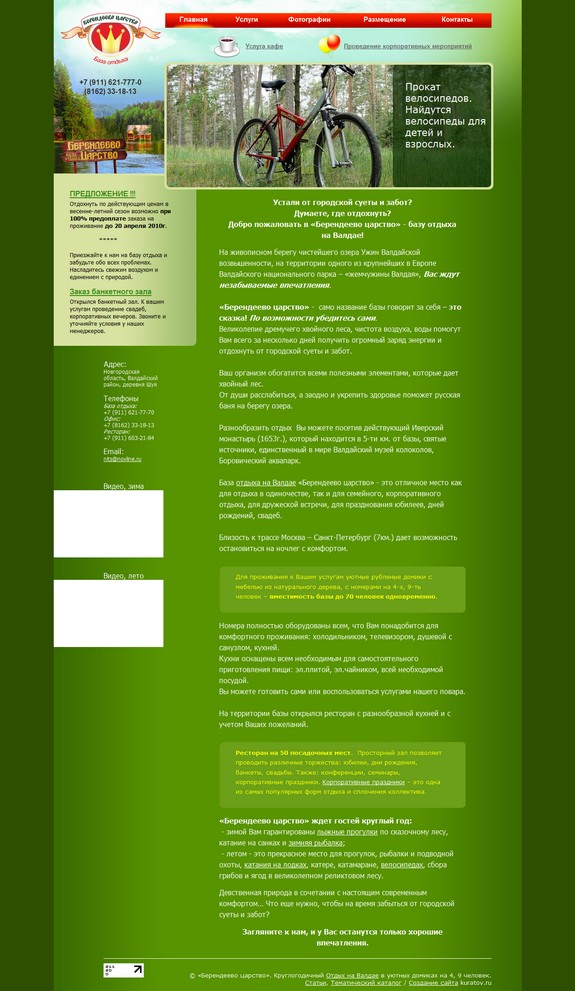 Берендеево царство
База отдыха
Главная
Услуги
Фотографии
Размещение
Контакты
Услуга кафе
Проведение корпоративных мероприятий
+7 (911) 621-777-0
(8162) 33-18-13
Берендеево
Царство
Прокат
велосипедов.
Найдутся
велосипеды для
детей и
взрослых.
ПРЕДЛОЖЕНИЕ !!!
Отдохнуть по действующим ценам в
весенне-летний сезон возможно при
100% предоплате заказа на
проживание до 20 апреля 2010г.
*****
Приезжайте к нам на базу отдыха и
забудьте обо всех проблемах.
Насладитесь свежим воздухом и
единением с природой.
Заказ банкетного зала
Открылся банкетный зал. К вашим
услугам проведение свадеб,
корпоративных вечеров. Звоните и
уточняйте условия у наших
менеджеров.
Адрес:
Новгородская
область, Валдайский
район, деревня Шуя
Телефоны
База отдыха:
+7 (911) 621-77-70
Офис:
+7 (8162) 33-18-13
Ресторан:
+7 (911) 603-21-84
Email:
nits@novline.ru
Видео, зима
Видео, лето
Устали от городской суеты и забот?
Думаете, где отдохнуть?
Добро пожаловать в «Берендеево царство» - базу отдыха
на Валдае!
На живописном берегу чистейшего озера Ужин Валдайской
возвышенности, на территории одного из крупнейших в Европе
Валдайского национального парка – «жемчужины Валдая», Вас ждут
незабываемые впечатления.
«Берендеево царство» - само название базы говорит за себя – это
сказка! По возможности убедитесь сами.
Великолепие дремучего хвойного леса, чистота воздуха, воды помогут
Вам всего за несколько дней получить огромный заряд энергии и
отдохнуть от городской суеты и забот.
Ваш организм обогатится всеми полезными элементами, которые дает
хвойный лес.
От души расслабиться, а заодно и укрепить здоровье поможет русская
баня на берегу озера.
Разнообразить отдых Вы можете посетив действующий Иверский
монастырь (1653г.), который находится в 5-ти км. от базы, святые
источники, единственный в мире Валдайский музей колоколов,
Боровический аквапарк.
База отдыха на Валдае «Берендеево царство» - это отличное место как
для отдыха в одиночестве, так и для семейного, корпоративного
отдыха, для дружеской встречи, для празднования юбилеев, дней
рождений, свадеб.
Близость к трассе Москва – Санкт-Петербург (7км.) дает возможность
остановиться на ночлег с комфортом.
Для проживания к Вашим услугам уютные рубленые домики с
мебелью из натурального дерева, с номерами на 4-х, 9-ть
человек – вместимость базы до 70 человек одновременно.
Номера полностью оборудованы всем, что Вам понадобится для
комфортного проживания: холодильником, телевизором, душевой с
санузлом, кухней.
Кухни оснащены всем необходимым для самостоятельного
приготовления пищи: эл.плитой, эл.чайником, всей необходимой
посудой.
Вы можете готовить сами или воспользоваться услугами нашего повара.
На территории базы открылся ресторан с разнообразной кухней и с
учетом Ваших пожеланий.
Ресторан на 50 посадочных мест. Просторный зал позволяет
проводить различные торжества: юбилеи, дни рождения,
банкеты, свадьбы. Также: конференции, семинары,
корпоративные праздники. Корпоративные праздники – это одна
из самых популярных форм отдыха и сплочения коллектива.
«Берендеево царство» ждет гостей круглый год:
- зимой Вам гарантированы лыжные прогулки по сказочному лесу,
катание на санках и зимняя рыбалка;
- летом - это прекрасное место для прогулок, рыбалки и подводной
охоты, катания на лодках, катере, катамаране, велосипедах, сбора
грибов и ягод в великолепном реликтовом лесу.
Девственная природа в сочетании с настоящим современным
комфортом... Что еще нужно, чтобы на время забыться от городской
суеты и забот?
Загляните к нам, и у Вас останутся только хорошие
впечатления.
© «Берендеево царство». Круглогодичный Отдых на Валдае в уютных домиках на 4, 9 человек.
Статьи, Тематический каталог / Создание сайта kuratov.ru